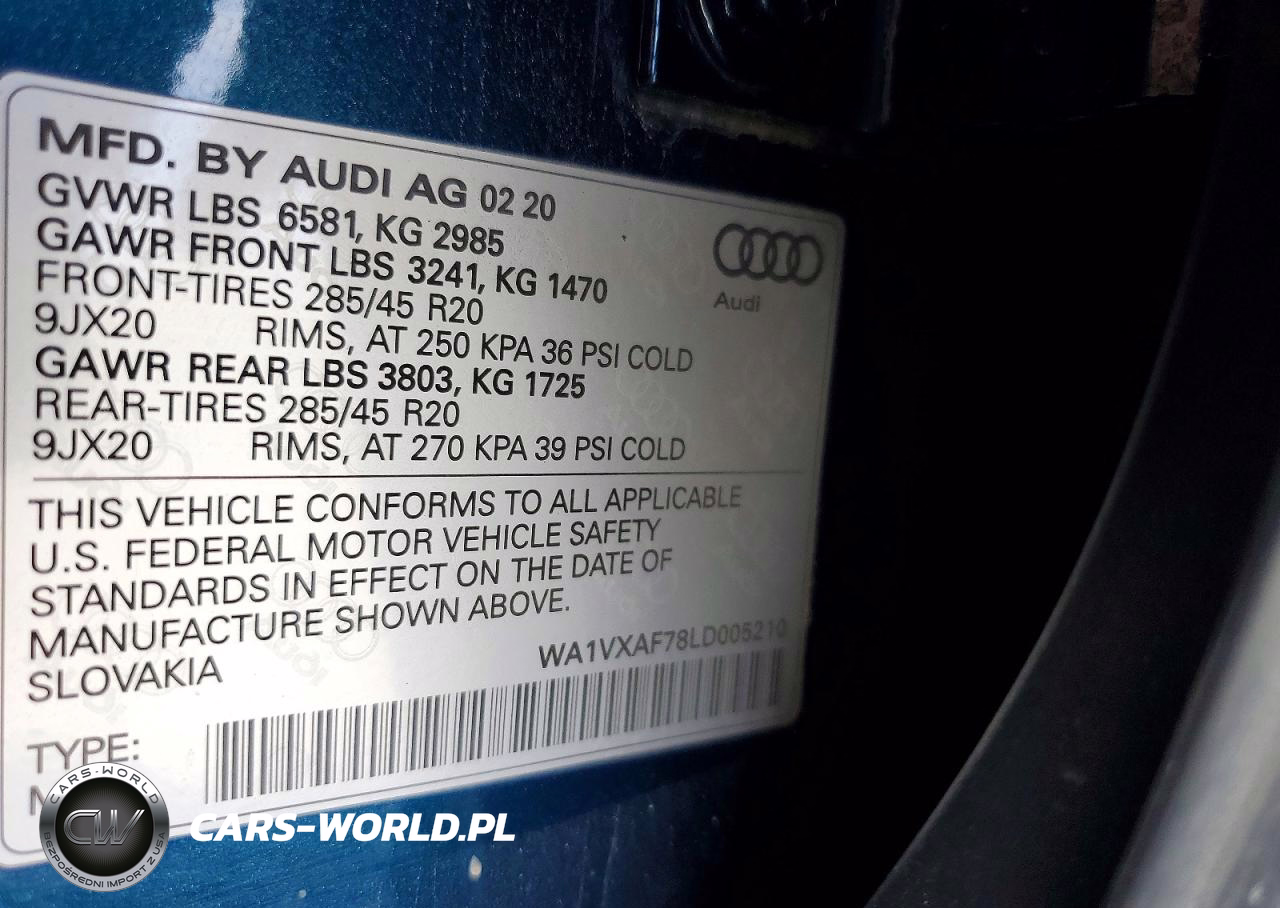 MFD. BY AUDI AG 02 20
GVWR LBS 6581, KG 2985
GAWR FRONT LBS 3241, KG 1470
FRONT-TIRES 285/45 R20
9JX20 RIMS, AT 250 KPA 36 PSI COLD
GAWR REAR LBS 3803, KG 1725
REAR-TIRES 285/45 R20
9JX20 RIMS, AT 270 KPA 39 PSI COLD
Audi
THIS VEHICLE CONFORMS TO ALL APPLICABLE
U.S. FEDERAL MOTOR VEHICLE SAFETY
STANDARDS IN EFFECT ON THE DATE OF
MANUFACTURE SHOWN ABOVE.
SLOVAKIA
WA1VXAF78LD005210
TYPE:
CARS-WORLD
CW
BEZPOŚREDNI IMPORT Z USA
CARS-WORLD.PL